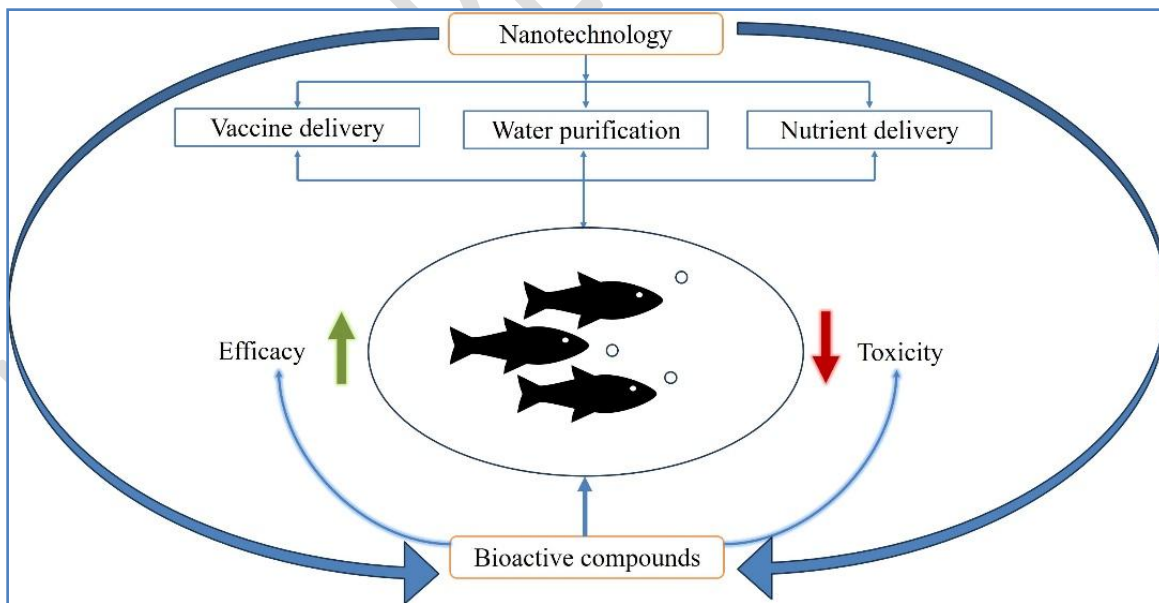 Nanotechnology
Vaccine delivery
Water purification
Nutrient delivery
Efficacy
Toxicity
Bioactive compounds